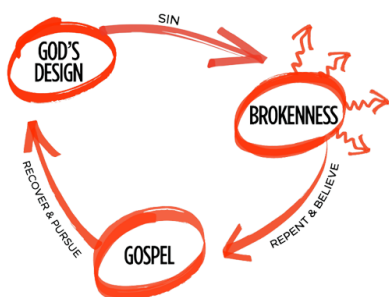 SIN
GOD'S
DESIGN
BROKENNESS
REPENT & BELIEVE
GOSPEL
RECOVER & PURSUE